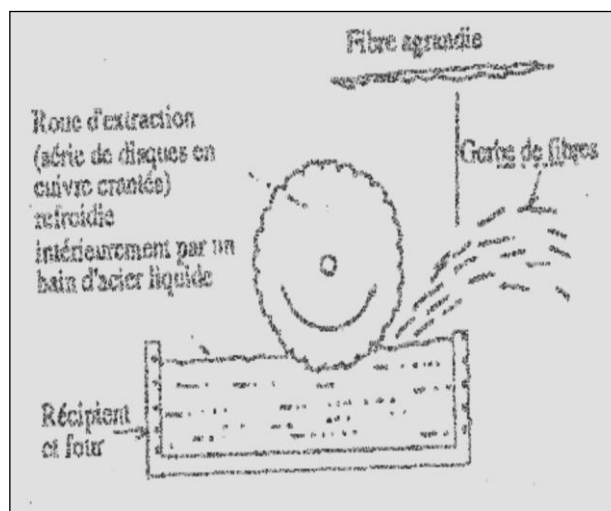 Fibre agrandie
Roue d'extraction
(série de disques en
cuivre crantés)
refroidie
intérieurement par un
bain d'acier liquide
Gerbe de fibres
Récipient
et four